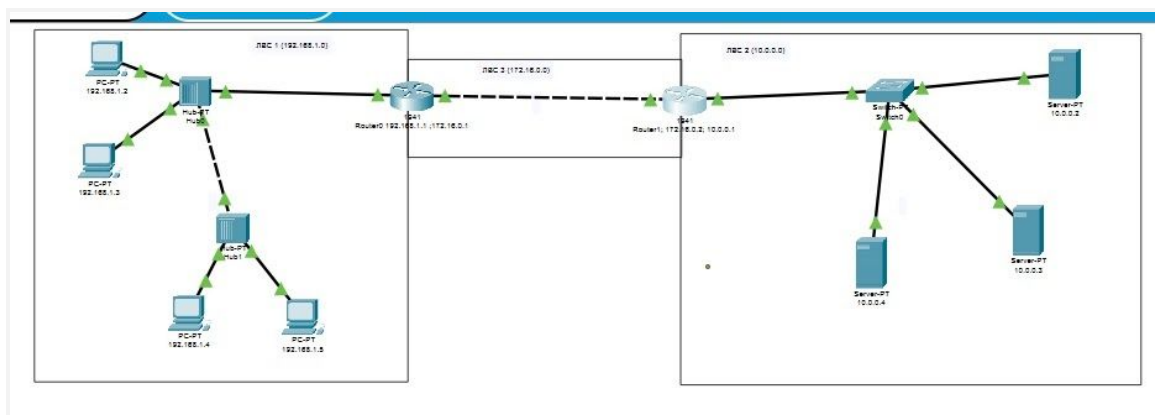 ЛВС 1 (192.168.1.0)
ЛВС 3 (172.16.0.0)
ЛВС 2 (10.0.0.0)
PC-PT
192.168.1.2
Hub-PT
Hub0
PC-PT
192.168.1.3
Hub-PT
Hub1
PC-PT
192.168.1.4
PC-PT
192.168.1.5
1941
Router0 192.168.1.1 ;172.16.0.1
1941
Router1; 172.16.0.2; 10.0.0.1
Switch-P
Switch0
Server-PT
10.0.0.2
Server-PT
10.0.0.3
Server-PT
10.0.0.4